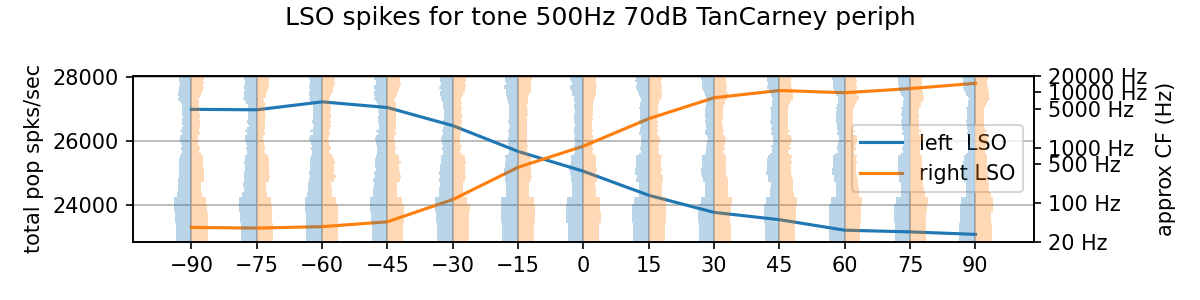 LSO spikes for tone 500Hz 70dB TanCarney periph
total pop spks/sec
28000
26000
24000
20000 Hz
10000 Hz
5000 Hz
1000 Hz
500 Hz
100 Hz
20 Hz
approx CF (Hz)
left LSO
right LSO
−90 −75 −60 −45 −30 −15 0 15 30 45 60 75 90